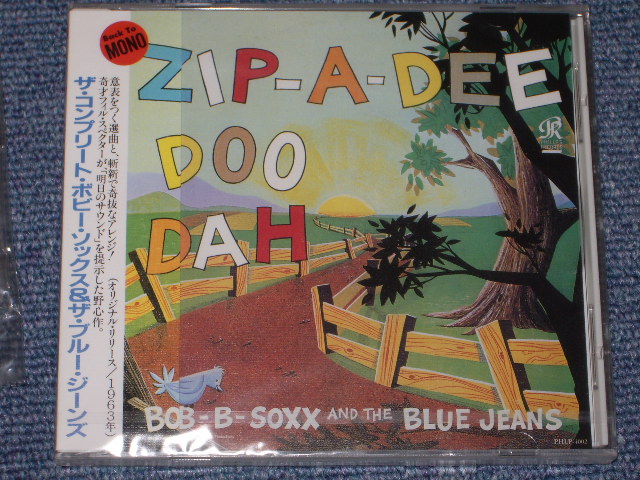 Back To
MONO
ZIP-A-DEE
DOO
DAH
BOB-B-SOXX AND THE BLUE JEANS
PHLP-4002
意表をつく選曲と、斬新で奇抜なアレンジ!
奇才フィル・スペクターが、「明日のサウンド」を提示した野心作。
(オリジナル・リリース/1963年)
ザ・コンプリート・ボビー・ソックス&ザ・ブルー・ジーンズ